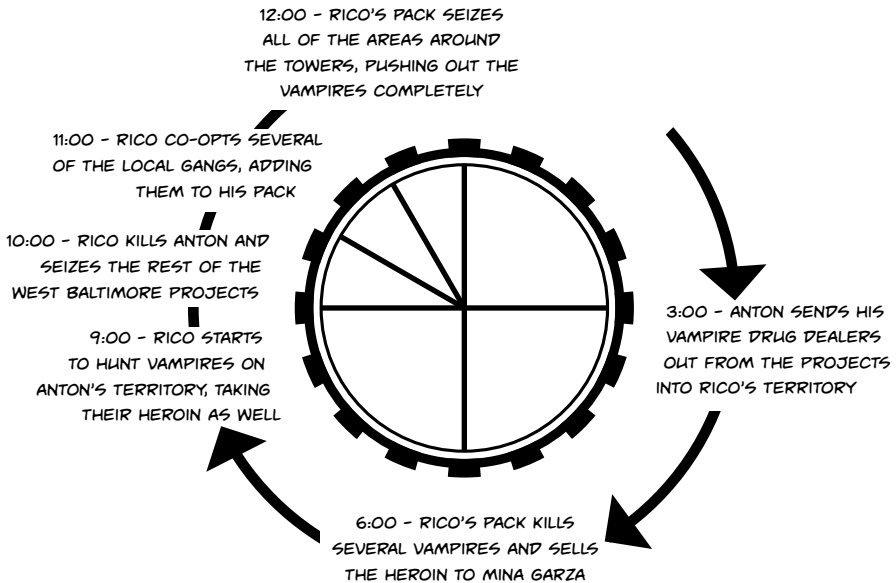 12:00 - RICO'S PACK SEIZES
ALL OF THE AREAS AROUND
THE TOWERS, PUSHING OUT THE
VAMPIRES COMPLETELY
11:00 - RICO CO-OPTS SEVERAL
OF THE LOCAL GANGS, ADDING
THEM TO HIS PACK
10:00 - RICO KILLS ANTON AND
SEIZES THE REST OF THE
WEST BALTIMORE PROJECTS
9:00 - RICO STARTS
TO HUNT VAMPIRES ON
ANTON'S TERRITORY, TAKING
THEIR HEROIN AS WELL
3:00 - ANTON SENDS HIS
VAMPIRE DRUG DEALERS
OUT FROM THE PROJECTS
INTO RICO'S TERRITORY
6:00 - RICO'S PACK KILLS
SEVERAL VAMPIRES AND SELLS
THE HEROIN TO MINA GARZA